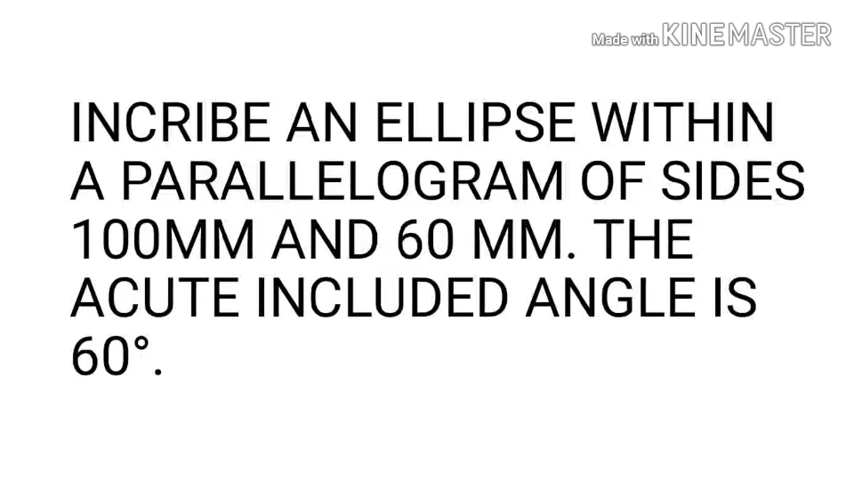 Made with KINEMASTER
INCRIBE AN ELLIPSE WITHIN
A PARALLELOGRAM OF SIDES
100MM AND 60 MM. THE
ACUTE INCLUDED ANGLE IS
60°.